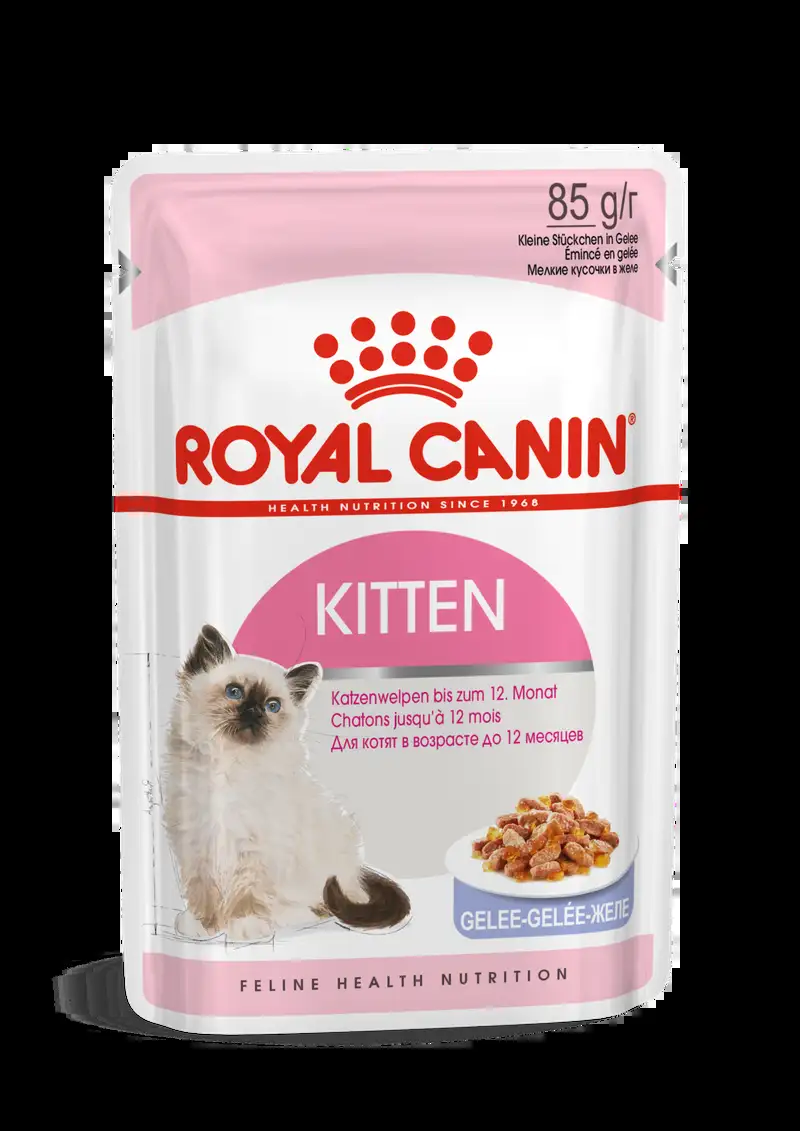 85 g/г
Kleine Stückchen in Gelee
Émincé en gelée
Мелкие кусочки в желе
ROYAL CANIN®
HEALTH NUTRITION SINCE 1968
KITTEN
Katzenwelpen bis zum 12. Monat
Chatons jusqu'à 12 mois
Для котят в возрасте до 12 месяцев
GELEE-GELÉE-ЖЕЛЕ
FELINE HEALTH NUTRITION